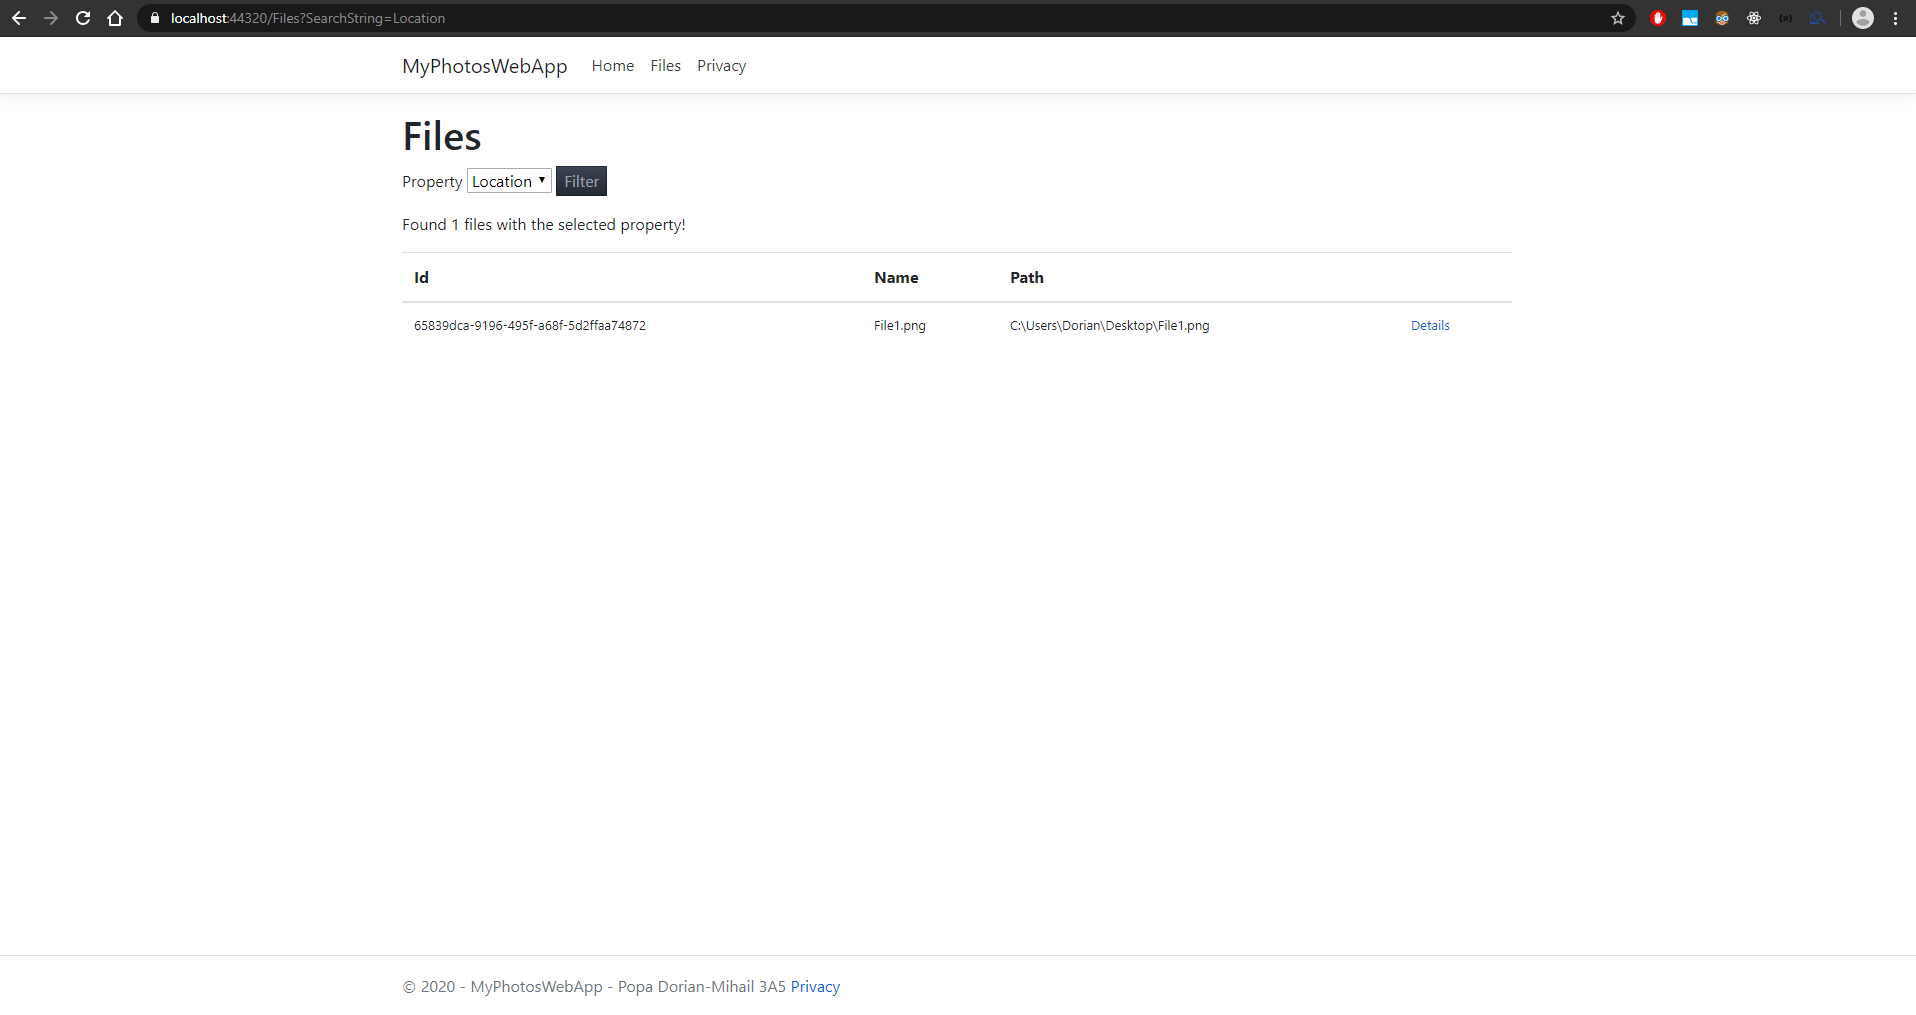 localhost:44320/Files?SearchString=Location
MyPhotosWebApp Home Files Privacy
Files
Property Location Filter
Found 1 files with the selected property!
Id Name Path
65839dca-9196-495f-a68f-5d2ffaa74872 File1.png C:\Users\Dorian\Desktop\File1.png Details
© 2020 - MyPhotosWebApp - Popa Dorian-Mihail 3A5 Privacy